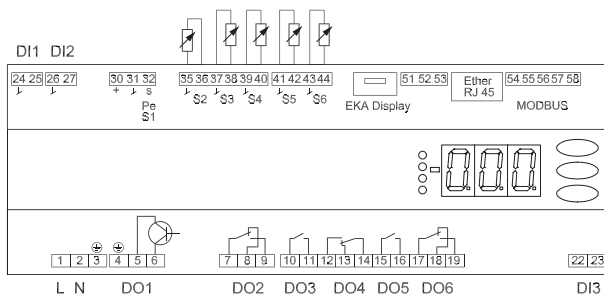 DI1 DI2
24 25 26 27 30 31 32 35 36 37 38 39 40 41 42 43 44 51 52 53 Ether RJ 45 54 55 56 57 58
+ s S2 S3 S4 S5 S6 EKA Display MODBUS
Pe
S1
0.0.0.
1 2 3 4 5 6 7 8 9 10 11 12 13 14 15 16 17 18 19 22 23
L N DO1 DO2 DO3 DO4 DO5 DO6 DI3